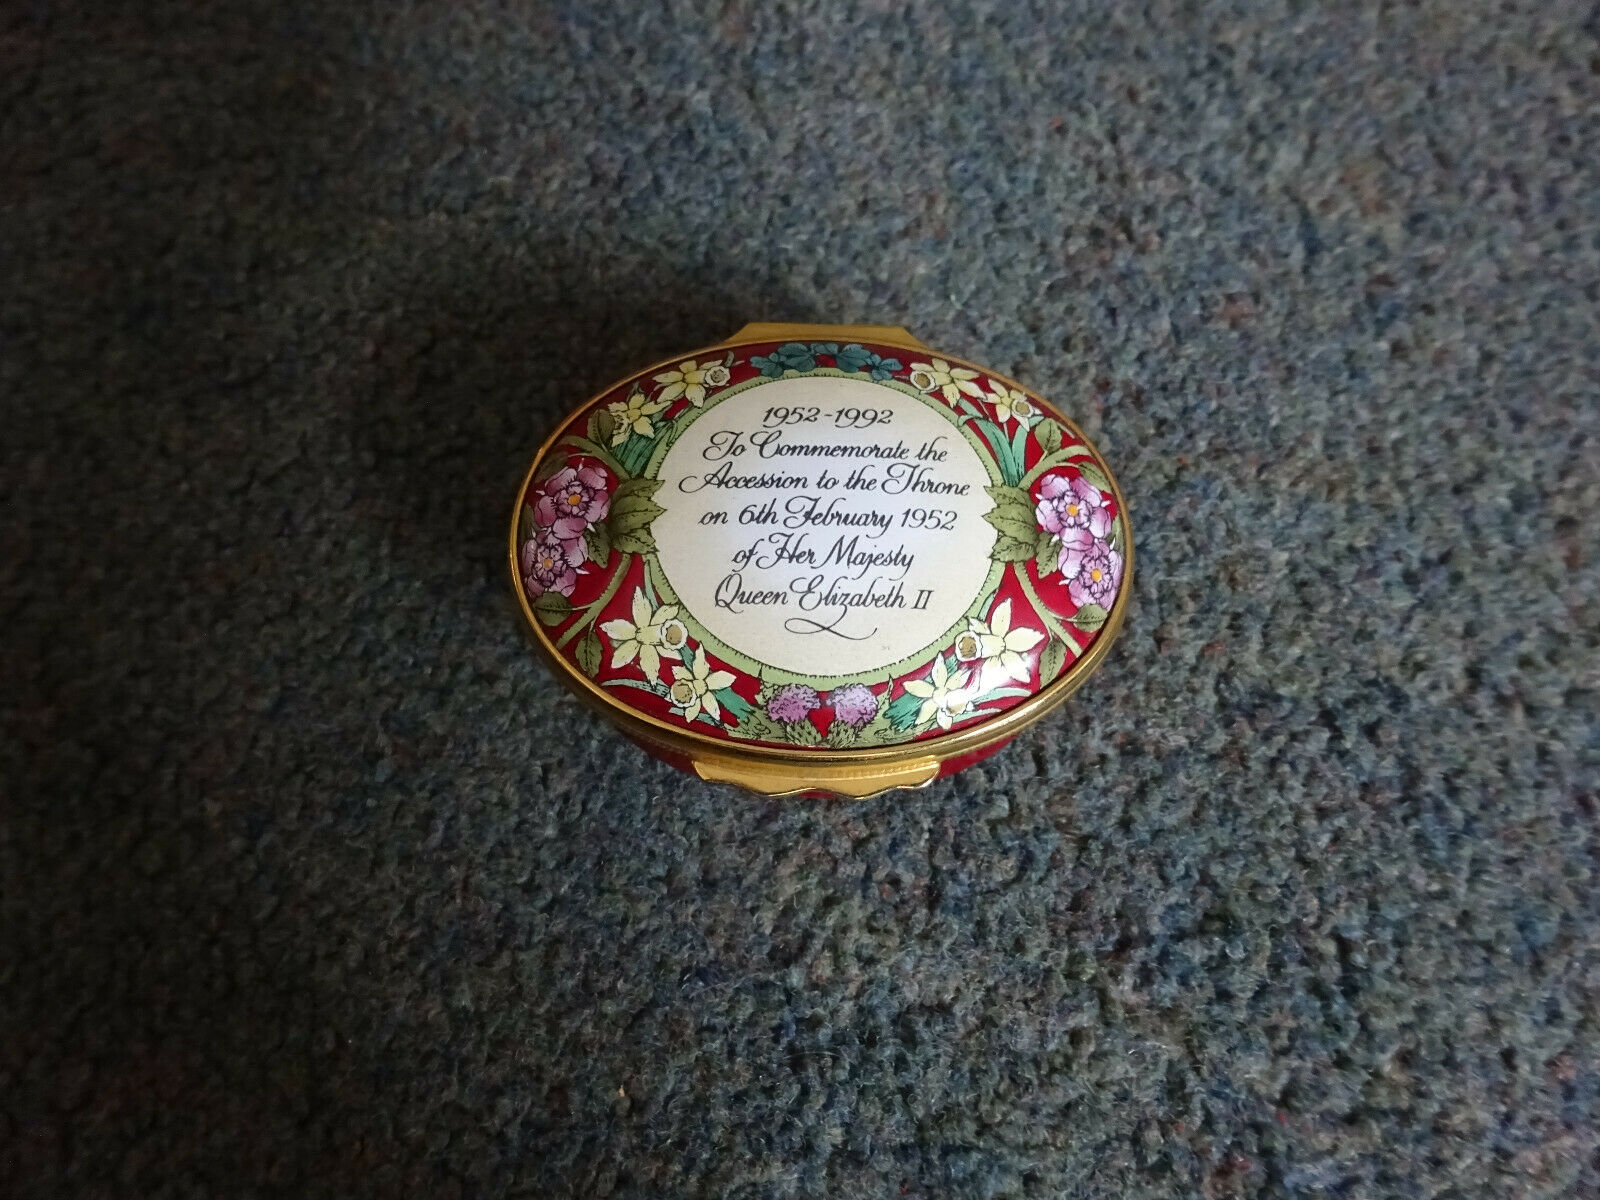 1952-1992
To Commemorate the
Accession to the Throne
on 6th February 1952
of Her Majesty
Queen Elizabeth II